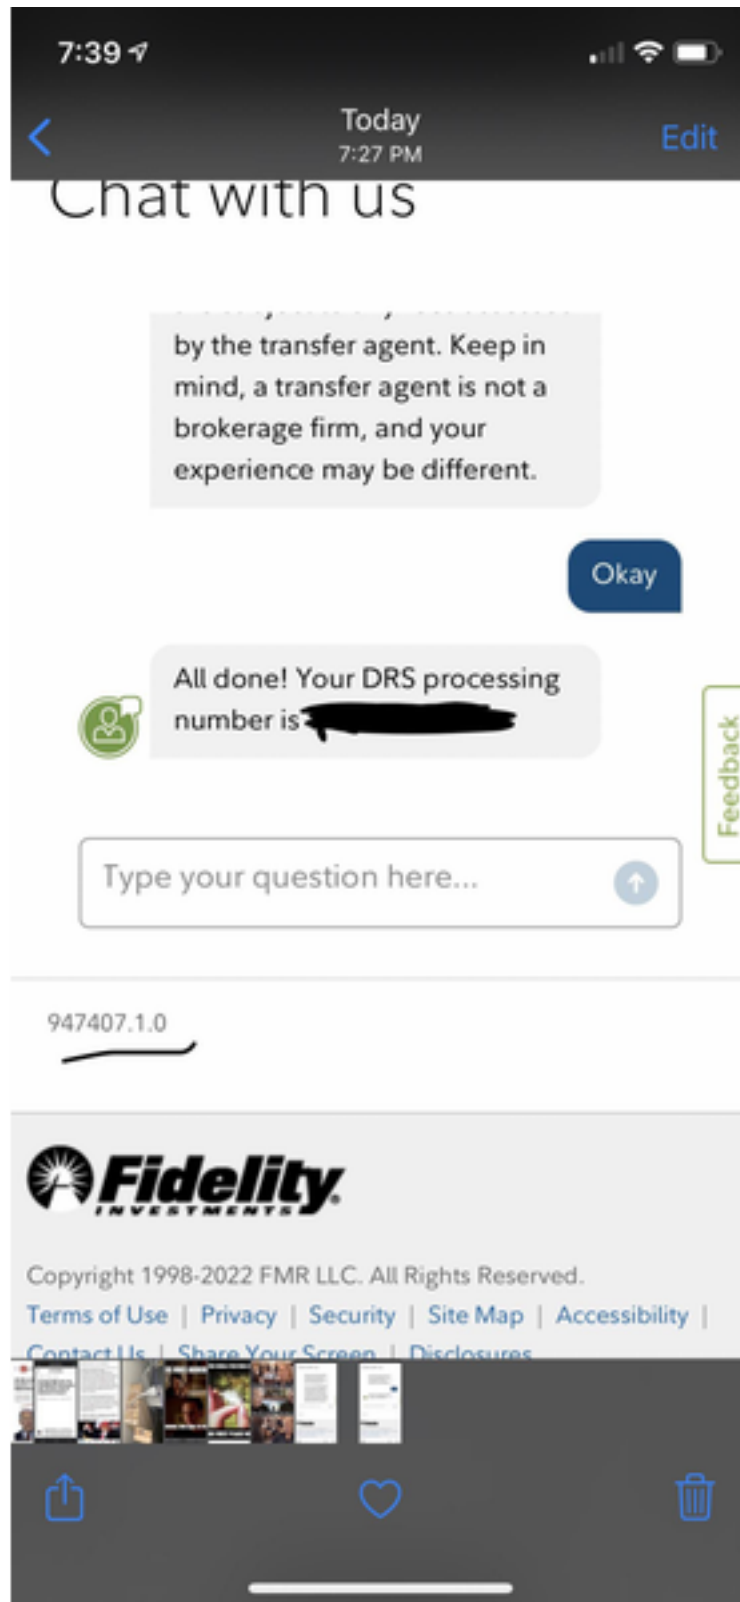 7:39
Today
7:27 PM
Edit
Chat with us
by the transfer agent. Keep in
mind, a transfer agent is not a
brokerage firm, and your
experience may be different.
Okay
All done! Your DRS processing
number is
Feedback
Type your question here...
947407.1.0
Fidelity
INVESTMENTS
Copyright 1998-2022 FMR LLC. All Rights Reserved.
Terms of Use | Privacy | Security | Site Map | Accessibility |
Contact Us | Share Your Screen | Disclosures